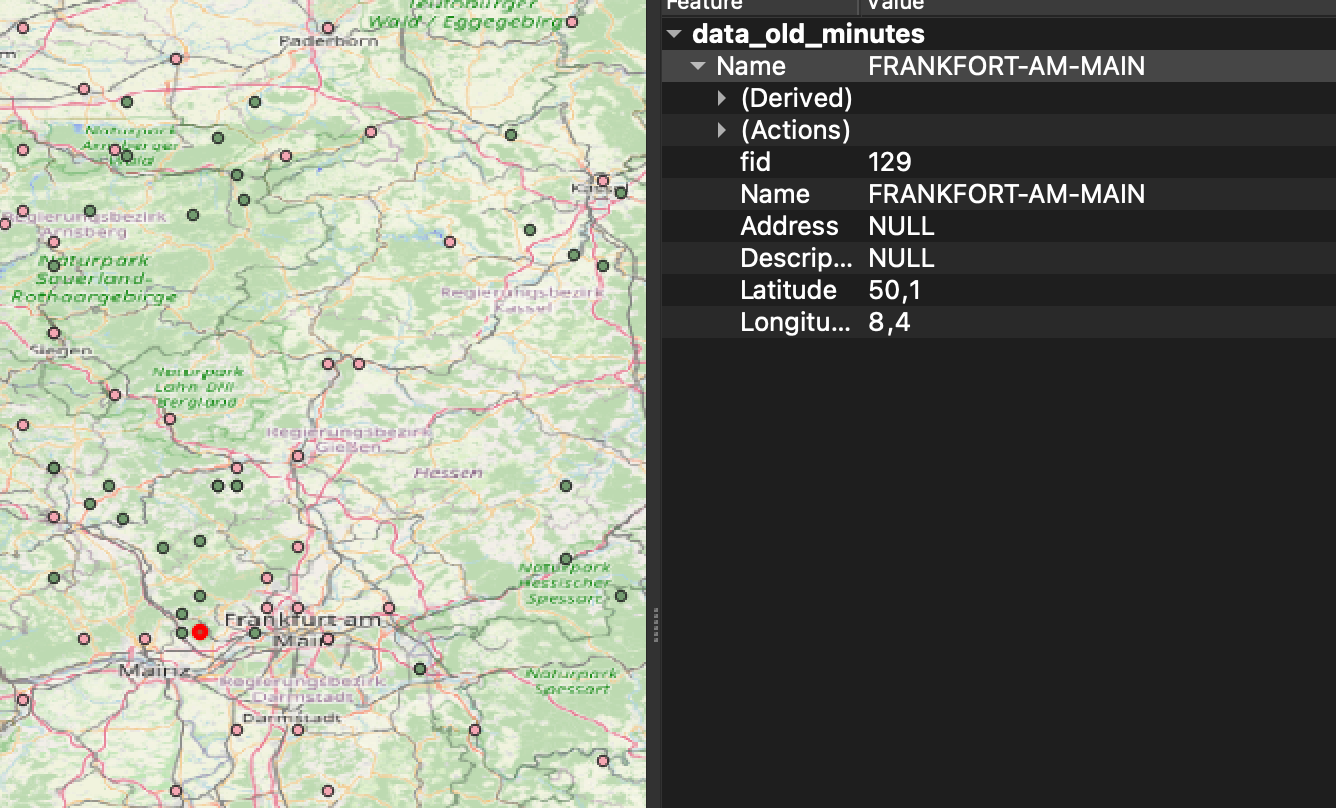 Teutoburger
Wald / Eggegebirge
Paderborn
m
Naturpark
Arnsberger
Wald
Kassel
Regierungsbezirk
Arnsberg
Naturpark
Sauerland-
Rothaargebirge
Regierungsbezirk
Kassel
Siegen
Naturpark
Lahn-Dill
Bergland
Regierungsbezirk
Gießen
Hessen
Naturpark
Hessischer
Spessart
Frankfurt am
Main
Mainz
Regierungsbezirk
Darmstadt
Naturpark
Spessart
Darmstadt
Feature Value
data_old_minutes
Name FRANKFORT-AM-MAIN
(Derived)
(Actions)
fid 129
Name FRANKFORT-AM-MAIN
Address NULL
Descrip... NULL
Latitude 50,1
Longitu... 8,4